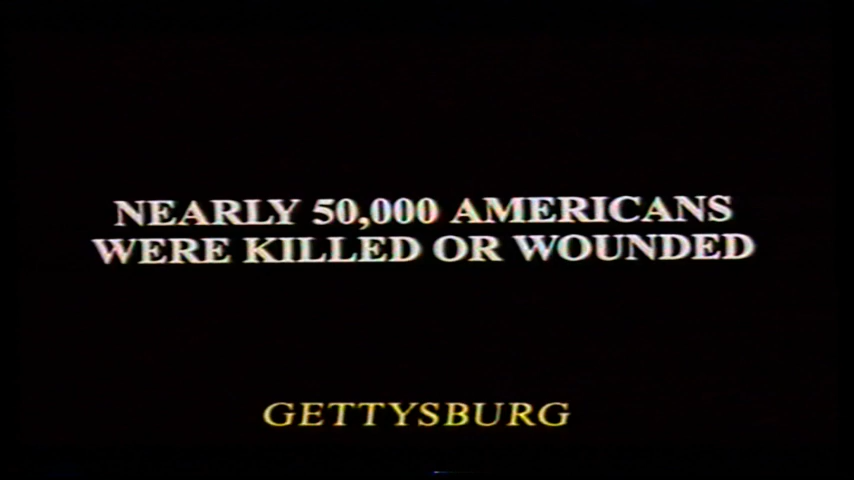 NEARLY 50,000 AMERICANS
WERE KILLED OR WOUNDED
GETTYSBURG